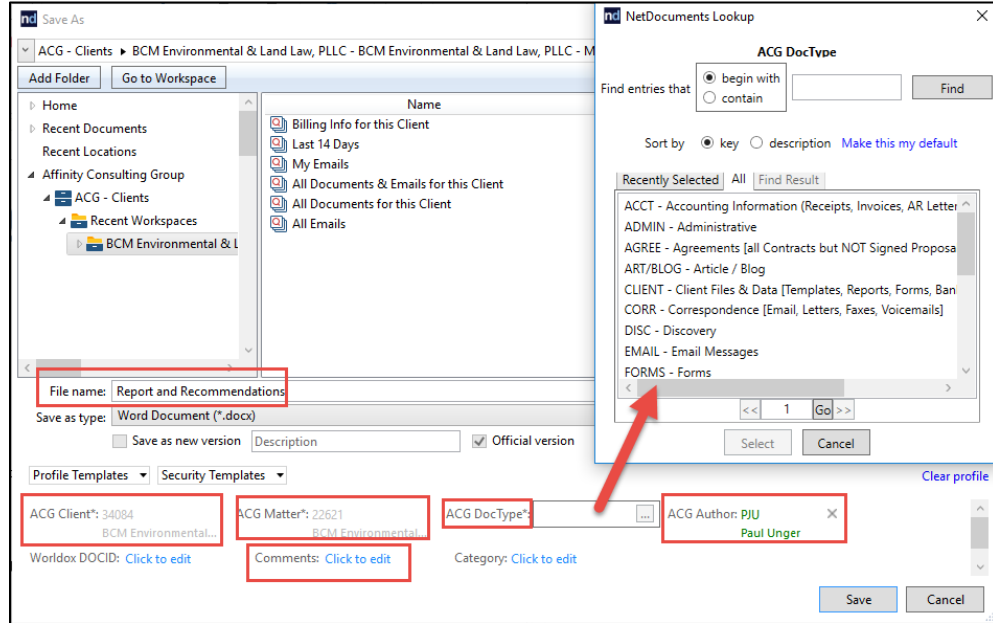 nd Save As
ACG - Clients ▸ BCM Environmental & Land Law, PLLC - BCM Environmental & Land Law, PLLC - M
Add Folder
Go to Workspace
Home
Recent Documents
Recent Locations
Affinity Consulting Group
ACG - Clients
Recent Workspaces
BCM Environmental & L
Name
Billing Info for this Client
Last 14 Days
My Emails
All Documents & Emails for this Client
All Documents for this Client
All Emails
File name: Report and Recommendations
Save as type: Word Document (*.docx)
Save as new version Description Official version
Profile Templates Security Templates Clear profile
ACG Client*: 34084
BCM Environmental...
ACG Matter*: 22621
BCM Environmental...
ACG DocType*: ...
ACG Author: PJU ×
Paul Unger
Worldox DOCID: Click to edit
Comments: Click to edit
Category: Click to edit
Save Cancel
nd NetDocuments Lookup ×
ACG DocType
Find entries that
begin with
contain
Find
Sort by key description Make this my default
Recently Selected All Find Result
ACCT - Accounting Information (Receipts, Invoices, AR Letter
ADMIN - Administrative
AGREE - Agreements [all Contracts but NOT Signed Proposa
ART/BLOG - Article / Blog
CLIENT - Client Files & Data [Templates, Reports, Forms, Ban
CORR - Correspondence [Email, Letters, Faxes, Voicemails]
DISC - Discovery
EMAIL - Email Messages
FORMS - Forms
<< 1 Go >>
Select Cancel